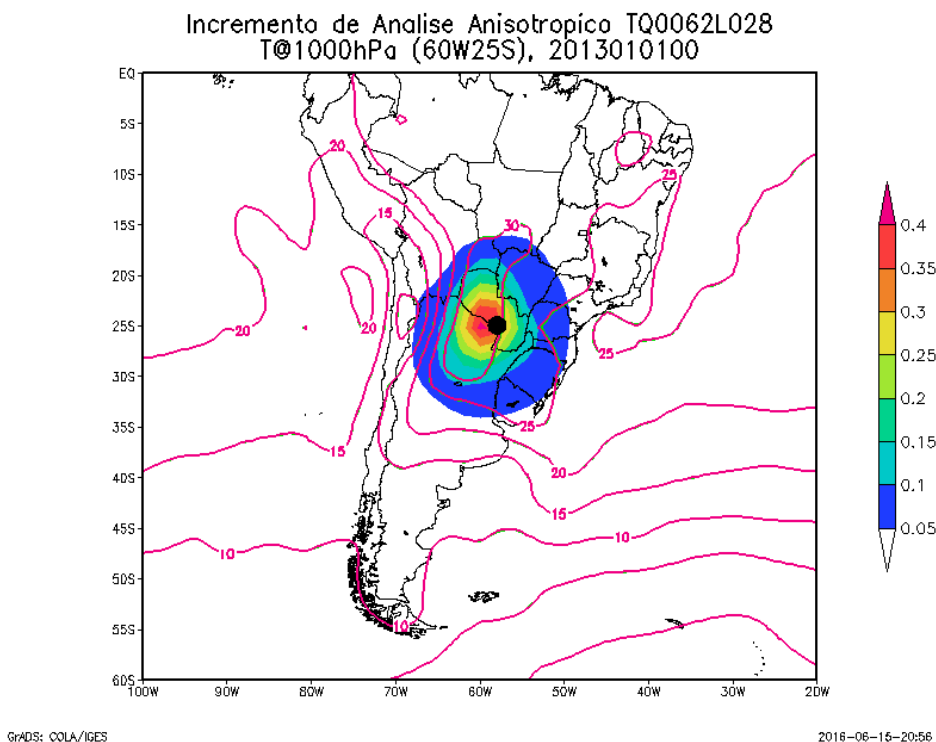 Incremento de Analise Anisotropico TQ0062L028
T@1000hPa (60W25S), 2013010100
EQ
5S
10S
15S
20S
25S
30S
35S
40S
45S
50S
55S
60S
100W 90W 80W 70W 60W 50W 40W 30W 20W
20
15
30
25
20
20
25
25
15
20
15
10
10
10
0.4
0.35
0.3
0.25
0.2
0.15
0.1
0.05
GrADS: COLA/IGES
2016-06-15-20:56